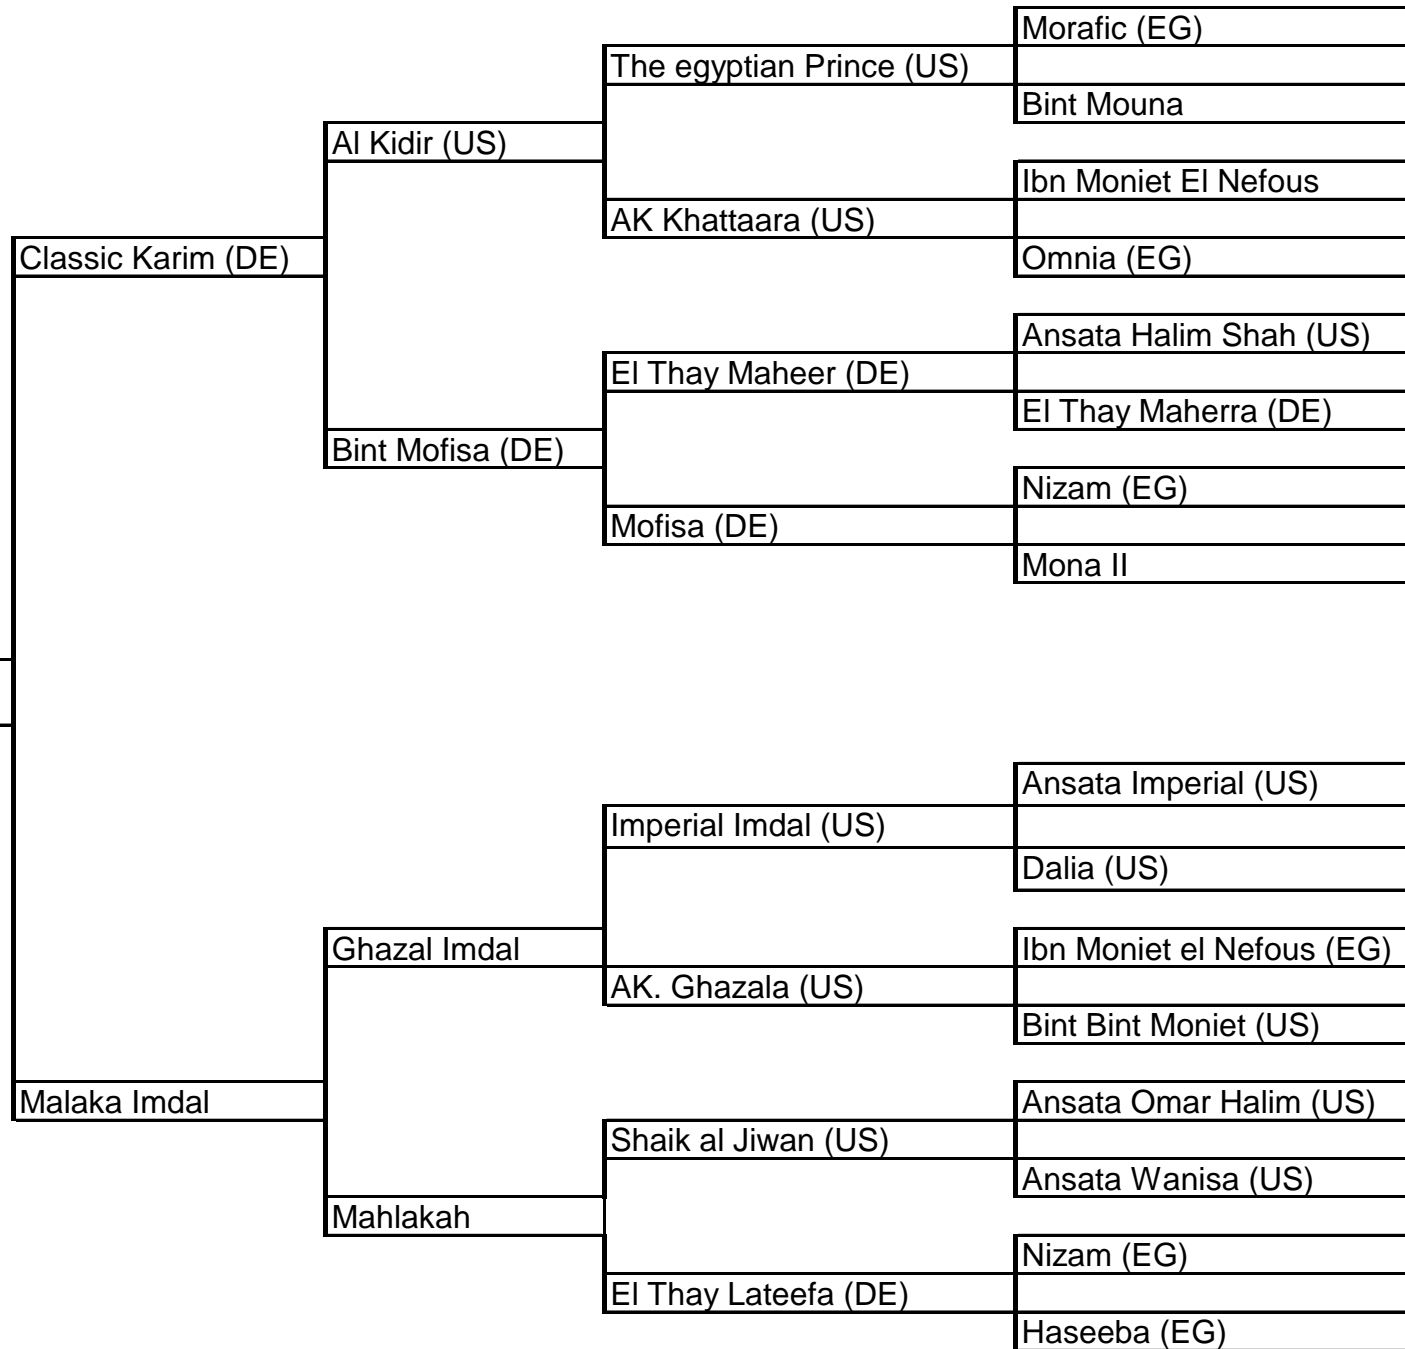 Morafic (EG)
The egyptian Prince (US)
Bint Mouna
Al Kidir (US)
Ibn Moniet El Nefous
AK Khattaara (US)
Classic Karim (DE)
Omnia (EG)
Ansata Halim Shah (US)
El Thay Maheer (DE)
El Thay Maherra (DE)
Bint Mofisa (DE)
Nizam (EG)
Mofisa (DE)
Mona II
Ansata Imperial (US)
Imperial Imdal (US)
Dalia (US)
Ghazal Imdal
Ibn Moniet el Nefous (EG)
AK. Ghazala (US)
Bint Bint Moniet (US)
Malaka Imdal
Ansata Omar Halim (US)
Shaik al Jiwan (US)
Ansata Wanisa (US)
Mahlakah
Nizam (EG)
El Thay Lateefa (DE)
Haseeba (EG)